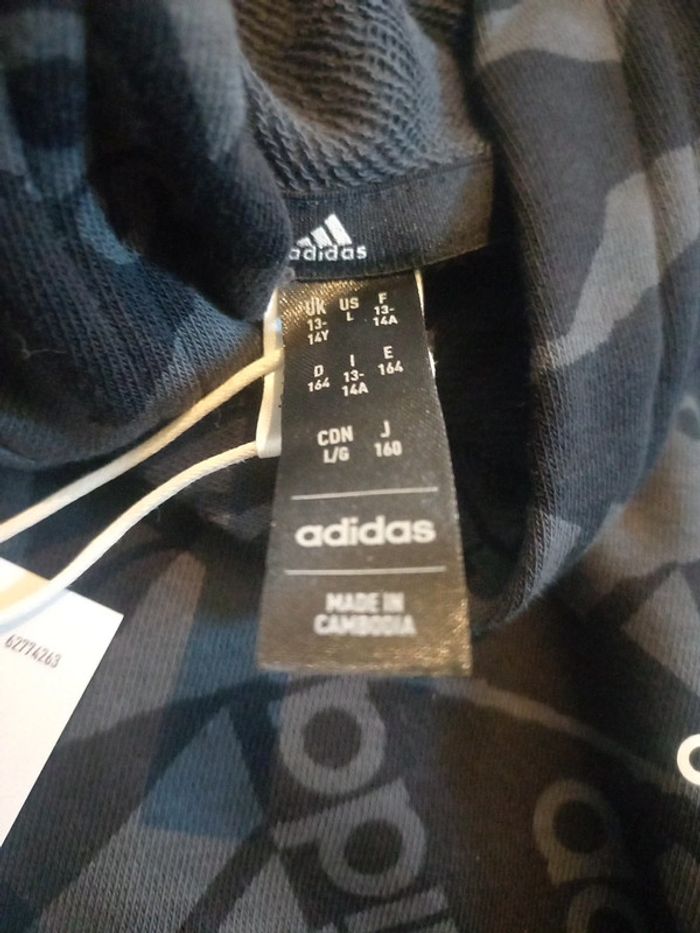 adidas
UK US F
13- L 13-
14Y 14A
D I E
164 13- 164
14A
CDN J
L/G 160
adidas
MADE IN
CAMBODIA
62774263